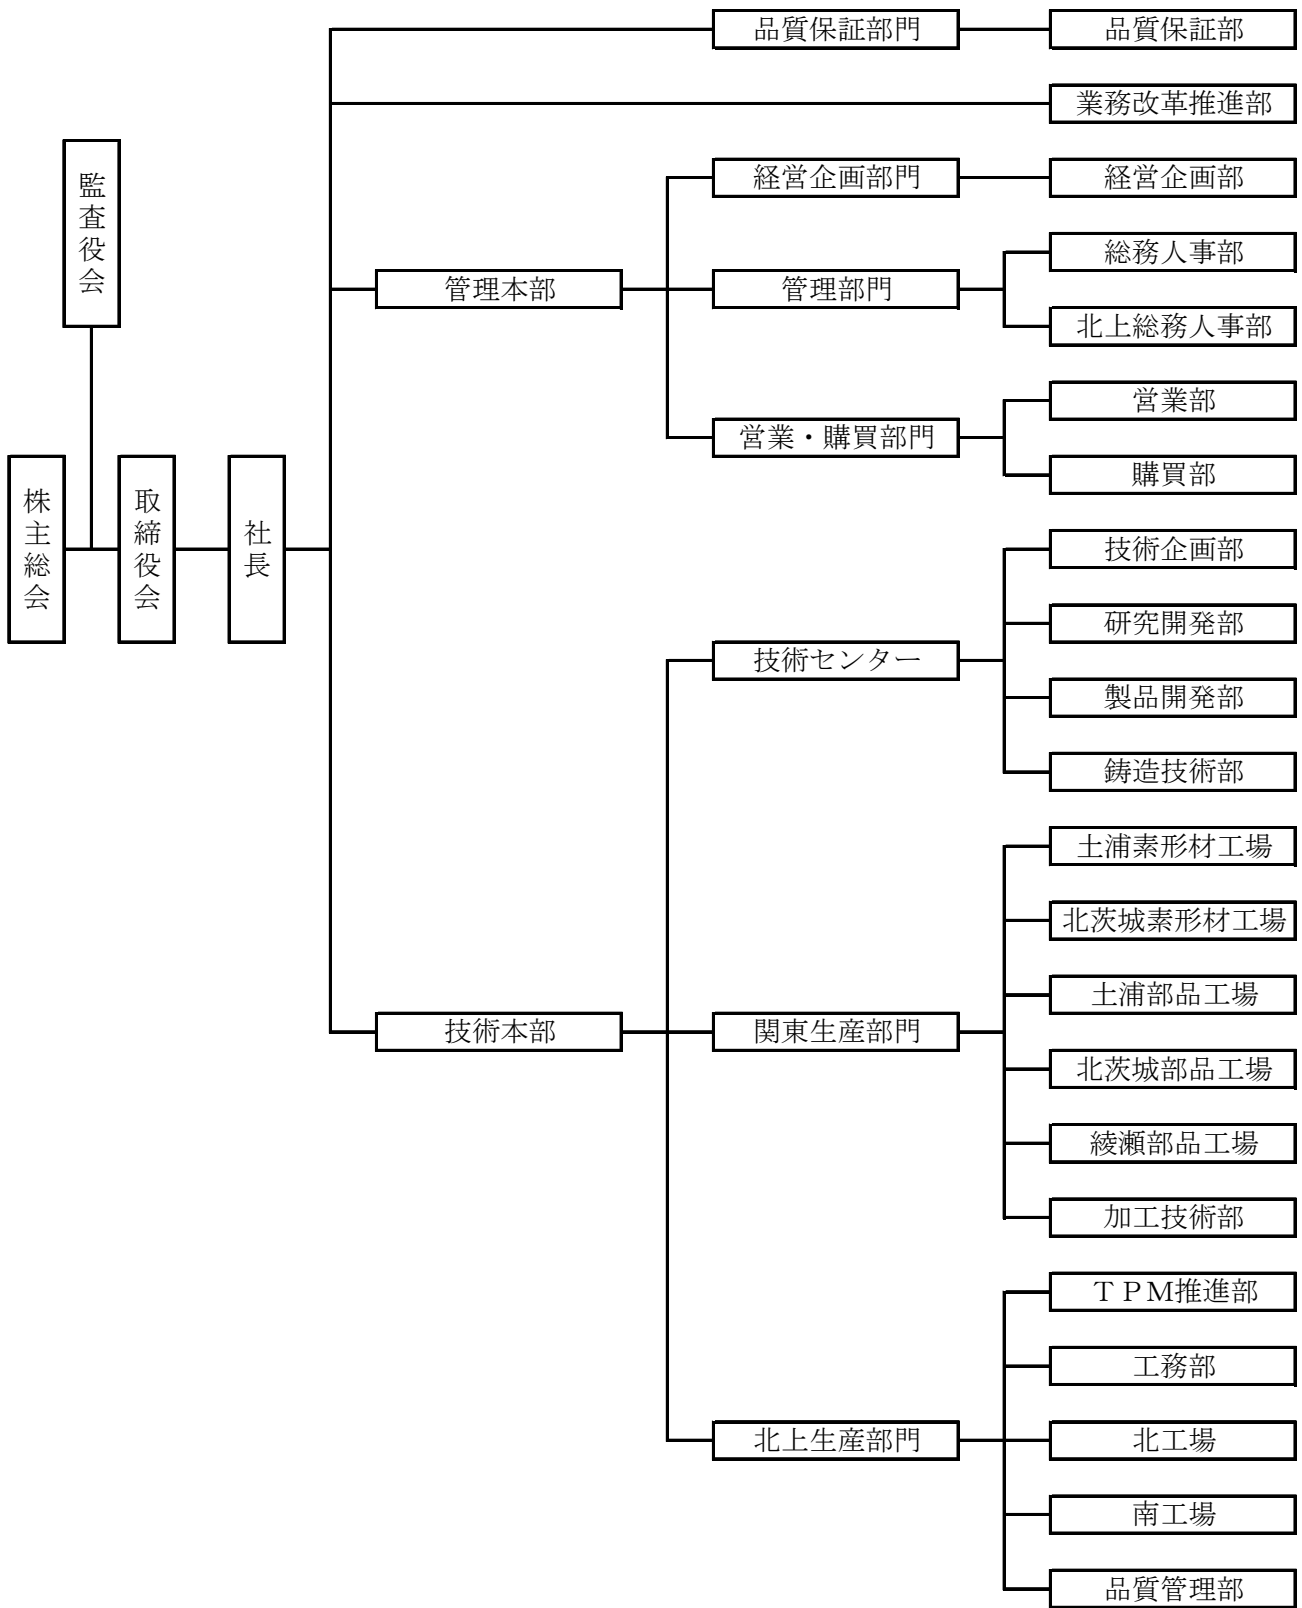 品質保証部門
品質保証部
業務改革推進部
監査役会
経営企画部門
経営企画部
総務人事部
管理本部
管理部門
北上総務人事部
営業部
営業・購買部門
購買部
株主総会
取締役会
社長
技術企画部
研究開発部
技術センター
製品開発部
鋳造技術部
土浦素形材工場
北茨城素形材工場
土浦部品工場
技術本部
関東生産部門
北茨城部品工場
綾瀬部品工場
加工技術部
ＴＰＭ推進部
工務部
北上生産部門
北工場
南工場
品質管理部